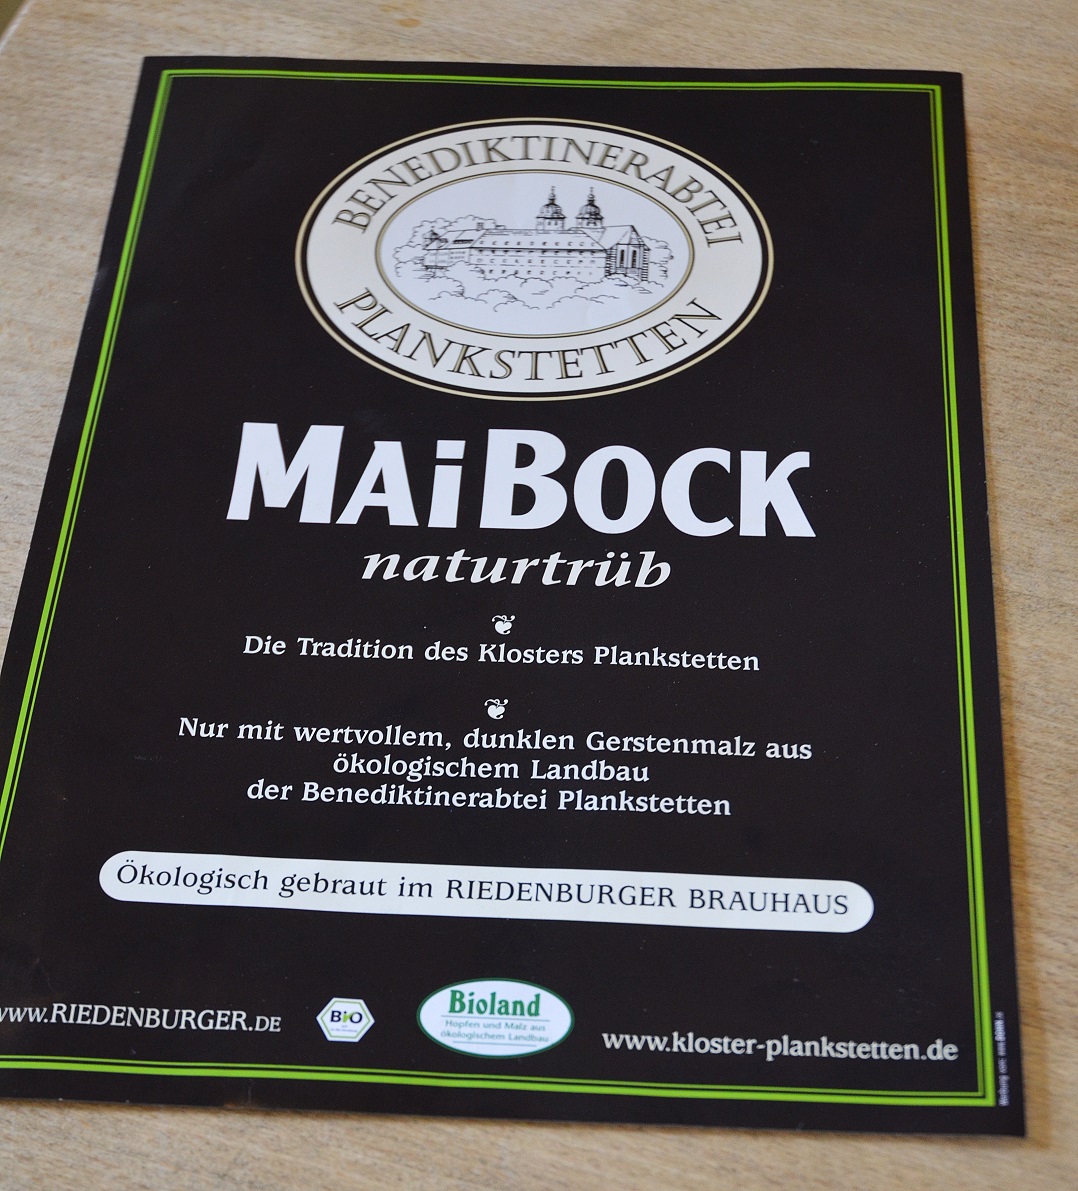 BENEDIKTINERABTEI
PLANKSTETTEN
MAiBOCK
naturtrüb
Die Tradition des Klosters Plankstetten
Nur mit wertvollem, dunklen Gerstenmalz aus
ökologischem Landbau
der Benediktinerabtei Plankstetten
Ökologisch gebraut im RIEDENBURGER BRAUHAUS
www.RIEDENBURGER.DE
BiO
Bioland
Hopfen und Malz aus
ökologischem Landbau
www.kloster-plankstetten.de